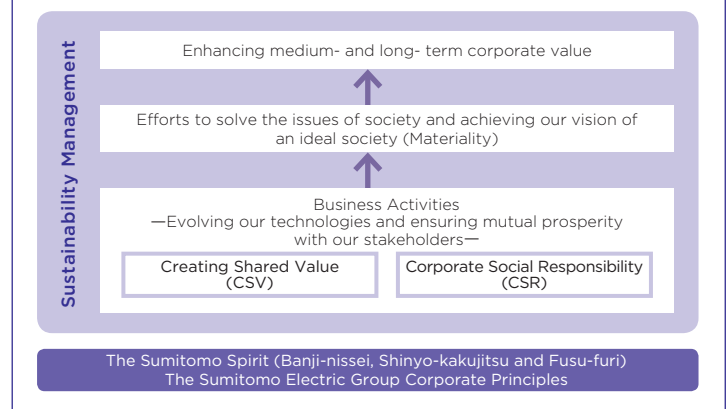 Sustainability Management
Enhancing medium- and long- term corporate value
Efforts to solve the issues of society and achieving our vision of
an ideal society (Materiality)
Business Activities
—Evolving our technologies and ensuring mutual prosperity
with our stakeholders—
Creating Shared Value
(CSV)
Corporate Social Responsibility
(CSR)
The Sumitomo Spirit (Banji-nissei, Shinyo-kakujitsu and Fusu-furi)
The Sumitomo Electric Group Corporate Principles